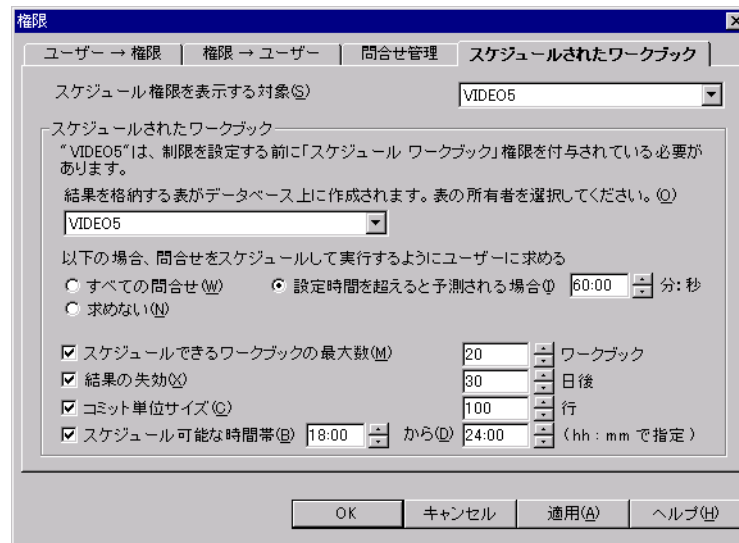 権限
ユーザー → 権限
権限 → ユーザー
問合せ管理
スケジュールされたワークブック
スケジュール権限を表示する対象(S)
VIDEO5
スケジュールされたワークブック
"VIDEO5"は、制限を設定する前に「スケジュール ワークブック」権限を付与されている必要が
あります。
結果を格納する表がデータベース上に作成されます。表の所有者を選択してください。(O)
VIDEO5
以下の場合、問合せをスケジュールして実行するようにユーザーに求める
すべての問合せ(W)
設定時間を超えると予測される場合(I) 60:00 分:秒
求めない(N)
スケジュールできるワークブックの最大数(M) 20 ワークブック
結果の失効(X) 30 日後
コミット単位サイズ(C) 100 行
スケジュール可能な時間帯(B) 18:00 から(D) 24:00 (hh:mm で指定)
OK
キャンセル
適用(A)
ヘルプ(H)